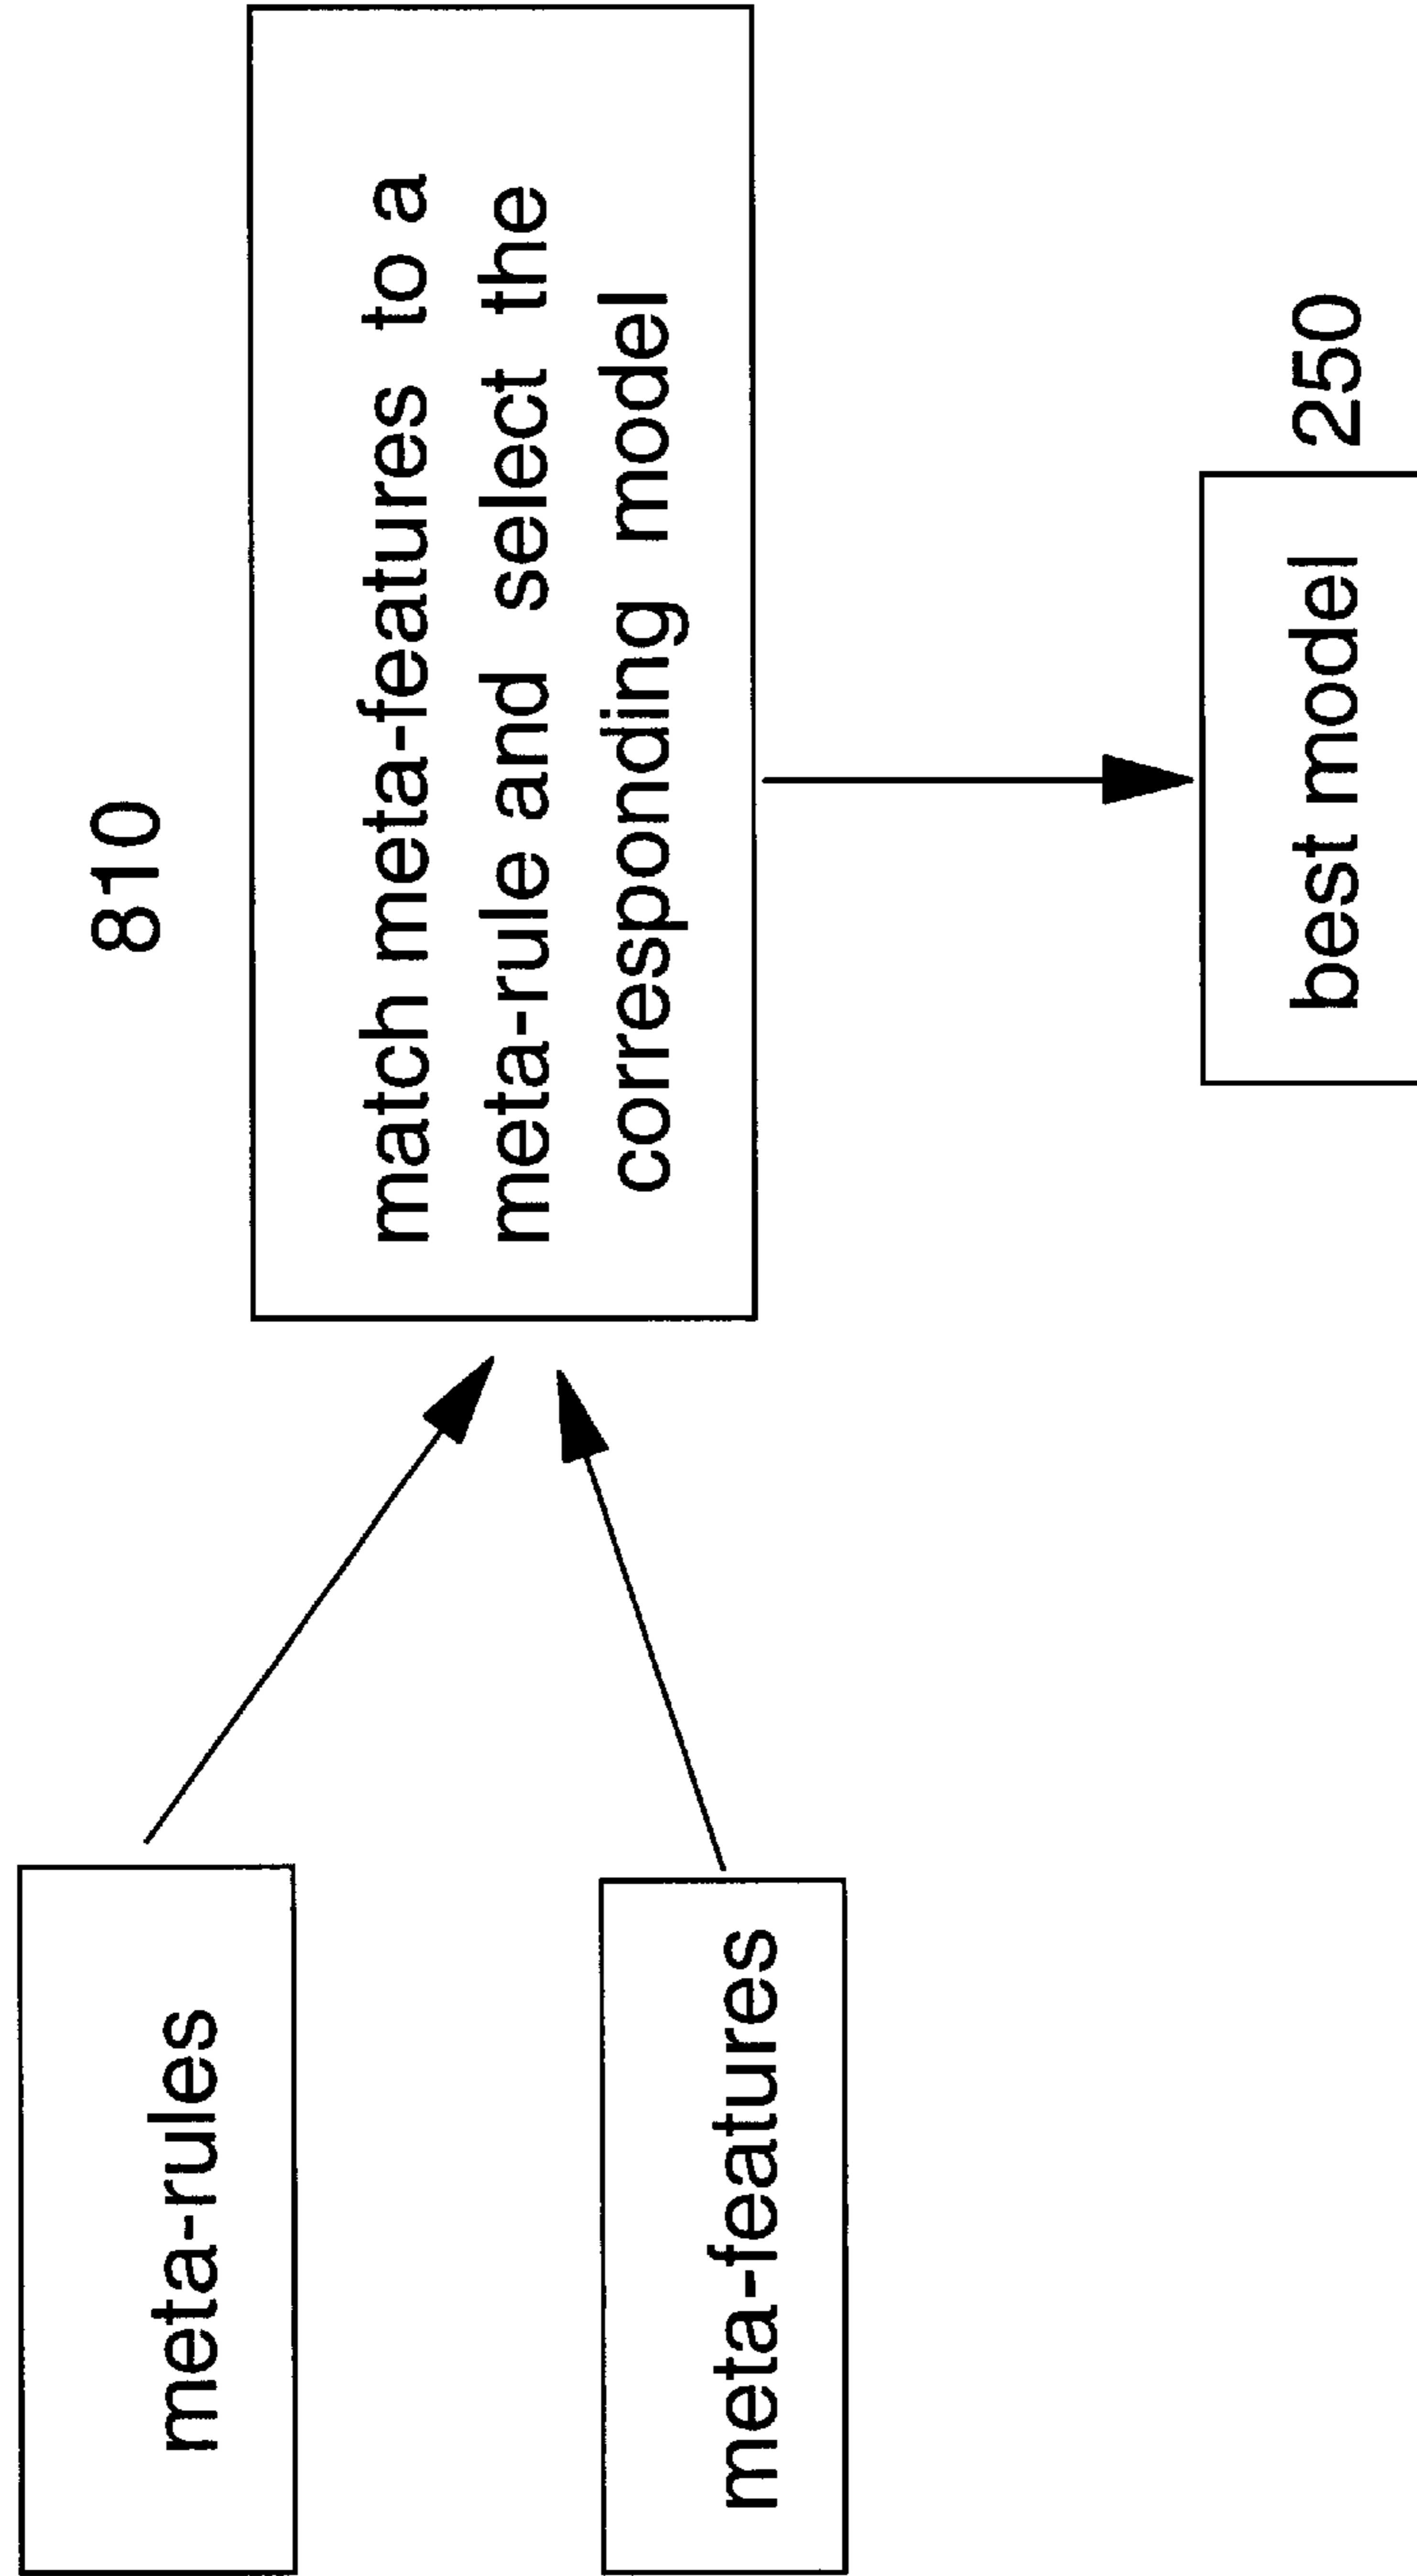 810
meta-rules
match meta-features to a
meta-rule and select the
corresponding model
meta-features
best model
250